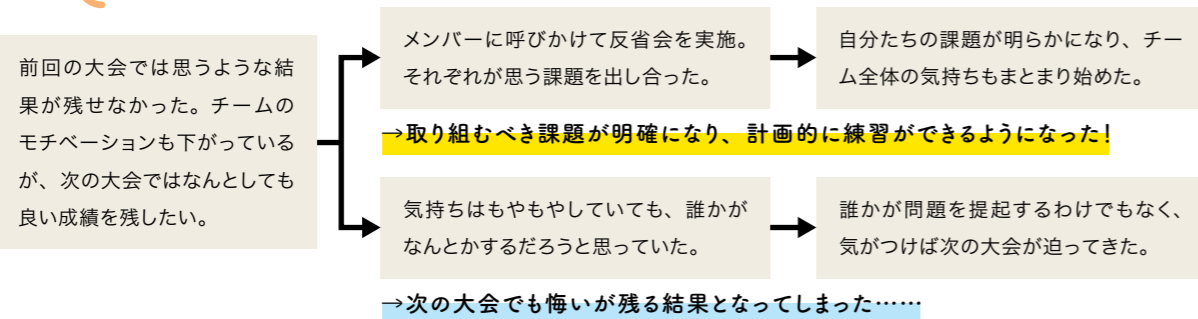 前回の大会では思うような結
果が残せなかった。チームの
モチベーションも下がっている
が、次の大会ではなんとしても
良い成績を残したい。
メンバーに呼びかけて反省会を実施。
それぞれが思う課題を出し合った。
自分たちの課題が明らかになり、チー
ム全体の気持ちもまとまり始めた。
→取り組むべき課題が明確になり、計画的に練習ができるようになった!
気持ちはもやもやしていても、誰かが
なんとかするだろうと思っていた。
誰かが問題を提起するわけでもなく、
気がつけば次の大会が迫ってきた。
→次の大会でも悔いが残る結果となってしまった……